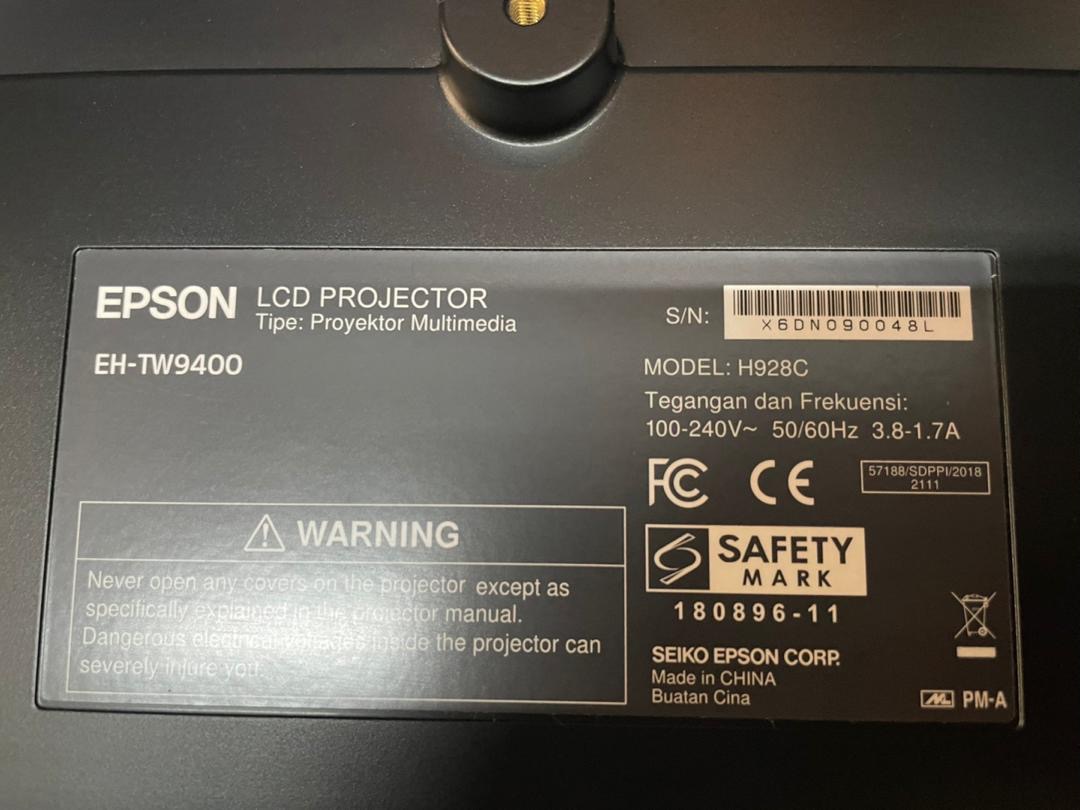 EPSON LCD PROJECTOR
Tipe: Proyektor Multimedia
EH-TW9400
S/N:
X6DN090048L
MODEL: H928C
Tegangan dan Frekuensi:
100-240V~ 50/60Hz 3.8-1.7A
FC CE
57188/SDPPI/2018
2111
SAFETY
MARK
180896-11
WARNING
Never open any covers on the projector except as
specifically explained in the projector manual.
Dangerous electrical voltages inside the projector can
severely injure you.
SEIKO EPSON CORP.
Made in CHINA
Buatan Cina
PM-A